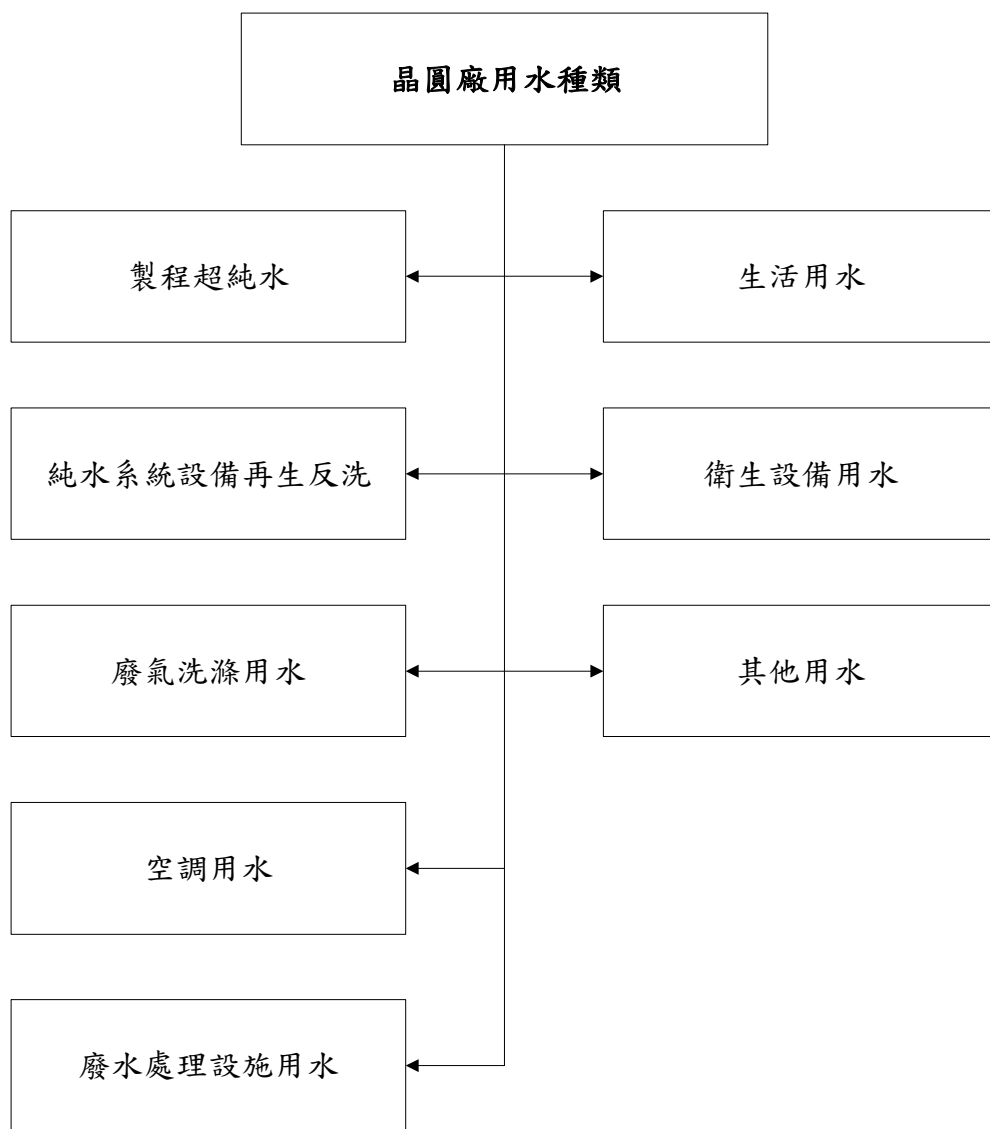 晶圓廠用水種類
製程超純水
生活用水
純水系統設備再生反洗
衛生設備用水
廢氣洗滌用水
其他用水
空調用水
廢水處理設施用水